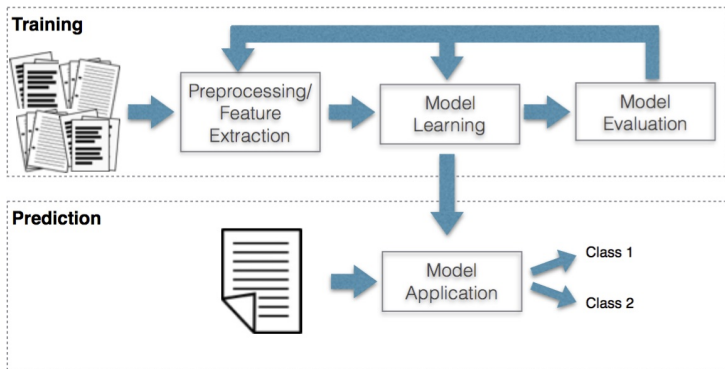 Training
Preprocessing/
Feature
Extraction
Model
Learning
Model
Evaluation
Prediction
Model
Application
Class 1
Class 2